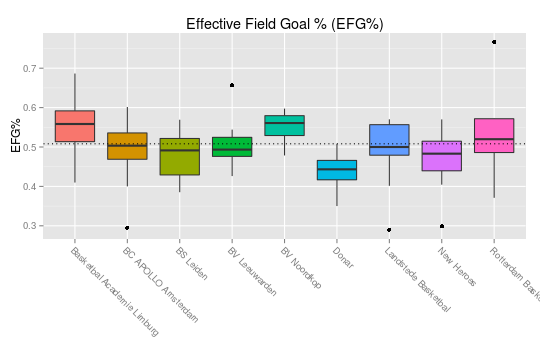 Effective Field Goal % (EFG%)
EFG%
0.7
0.6
0.5
0.4
0.3
Basketbal Academie Limburg
BC APOLLO Amsterdam
BS Leiden
BV Leeuwarden
BV Noordkop
Donar
Landstede Basketbal
New Heroes
Rotterdam Bask